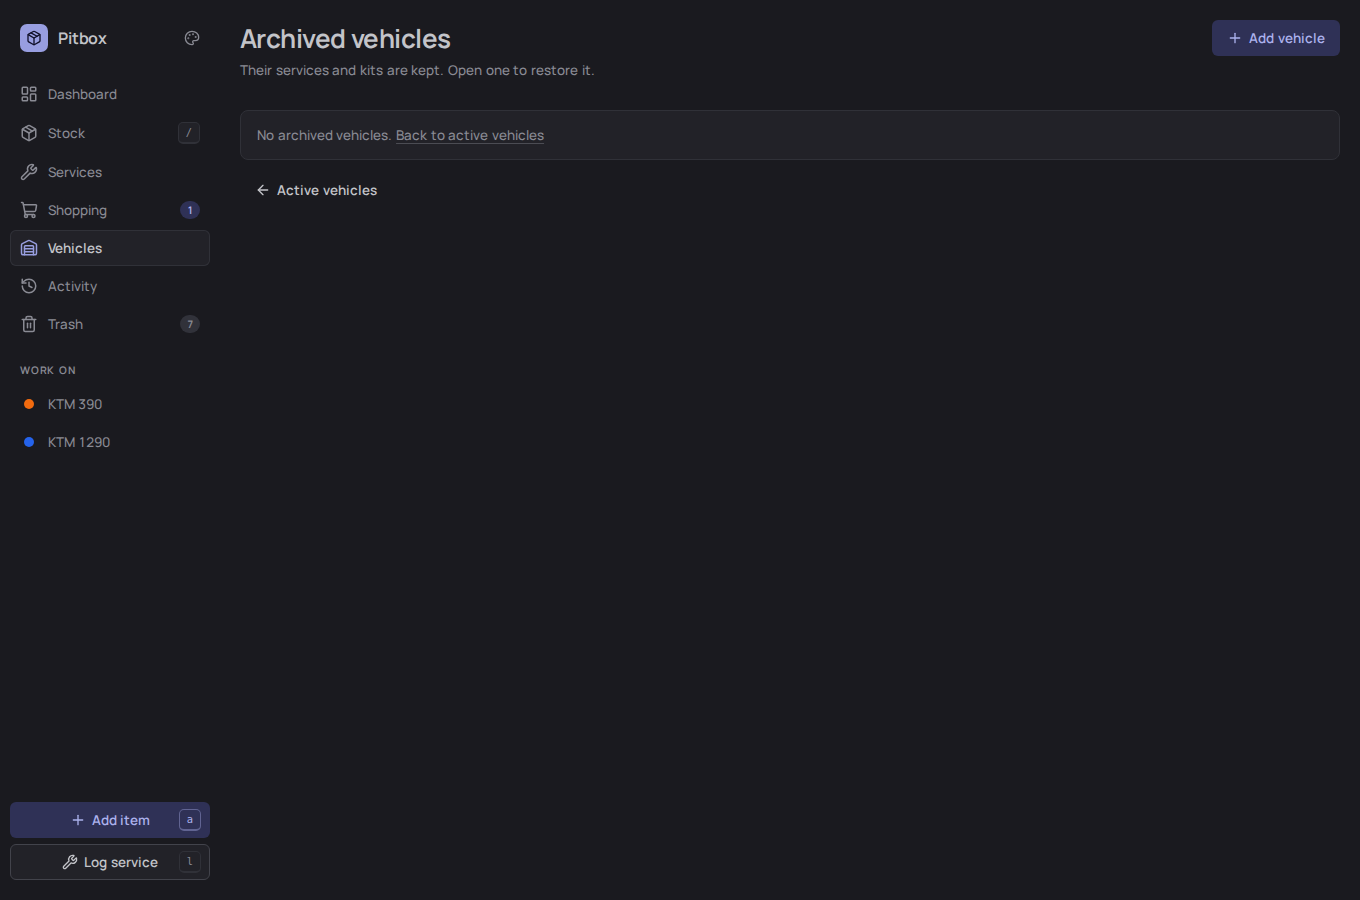 Pitbox
Dashboard
Stock /
Services
Shopping 1
Vehicles
Activity
Trash 7
WORK ON
KTM 390
KTM 1290
Add item a
Log service l
Archived vehicles
Their services and kits are kept. Open one to restore it.
Add vehicle
No archived vehicles. Back to active vehicles
Active vehicles